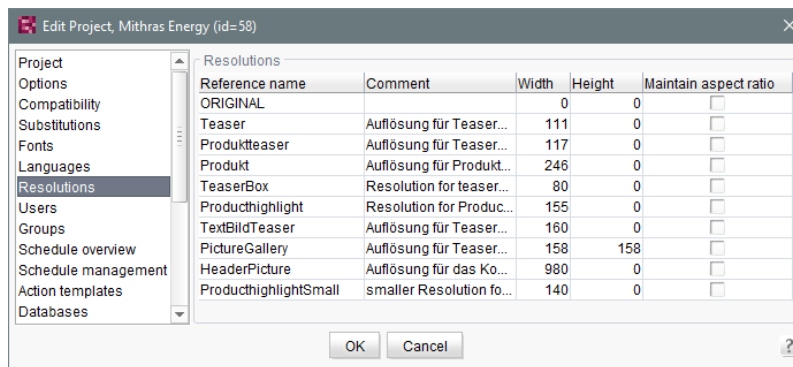 Edit Project, Mithras Energy (id=58)
Project
Options
Compatibility
Substitutions
Fonts
Languages
Resolutions
Users
Groups
Schedule overview
Schedule management
Action templates
Databases
Resolutions
Reference name Comment Width Height Maintain aspect ratio
ORIGINAL 0 0
Teaser Auflösung für Teaser... 111 0
Produktteaser Auflösung für Teaser... 117 0
Produkt Auflösung für Produkt... 246 0
TeaserBox Resolution for teaser... 80 0
Producthighlight Resolution for Produc... 155 0
TextBildTeaser Auflösung für Teaser... 160 0
PictureGallery Auflösung für Teaser... 158 158
HeaderPicture Auflösung für das Ko... 980 0
ProducthighlightSmall smaller Resolution fo... 140 0
OK Cancel ?